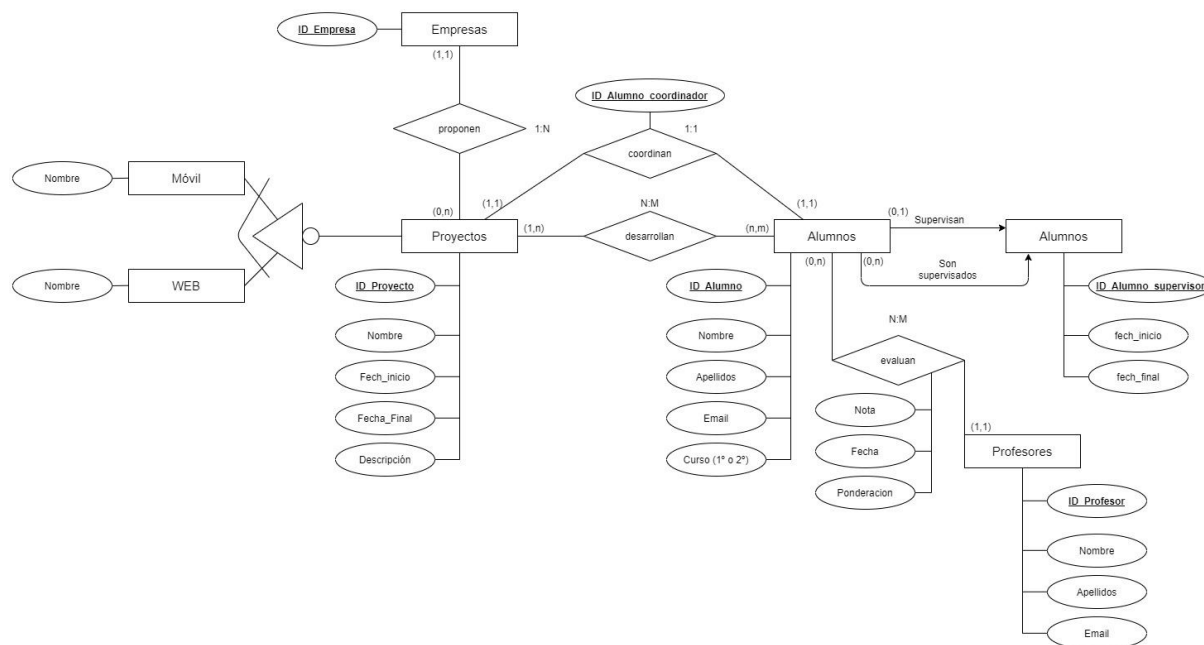 ID_Empresa
Empresas
(1,1)
ID_Alumno_coordinador
proponen
1:N
1:1
coordinan
Nombre
Móvil
(0,n)
(1,1)
N:M
(1,1)
Proyectos
(1,n)
desarrollan
(n,m)
Alumnos
(0,1)
Supervisan
Alumnos
(0,n)
(0,n)
Son
supervisados
Nombre
WEB
ID_Proyecto
ID_Alumno
ID_Alumno_supervisor
Nombre
Nombre
N:M
fech_inicio
evaluan
Fech_inicio
Apellidos
fech_final
Fecha_Final
Email
Nota
(1,1)
Descripción
Curso (1º o 2º)
Fecha
Profesores
Ponderacion
ID_Profesor
Nombre
Apellidos
Email